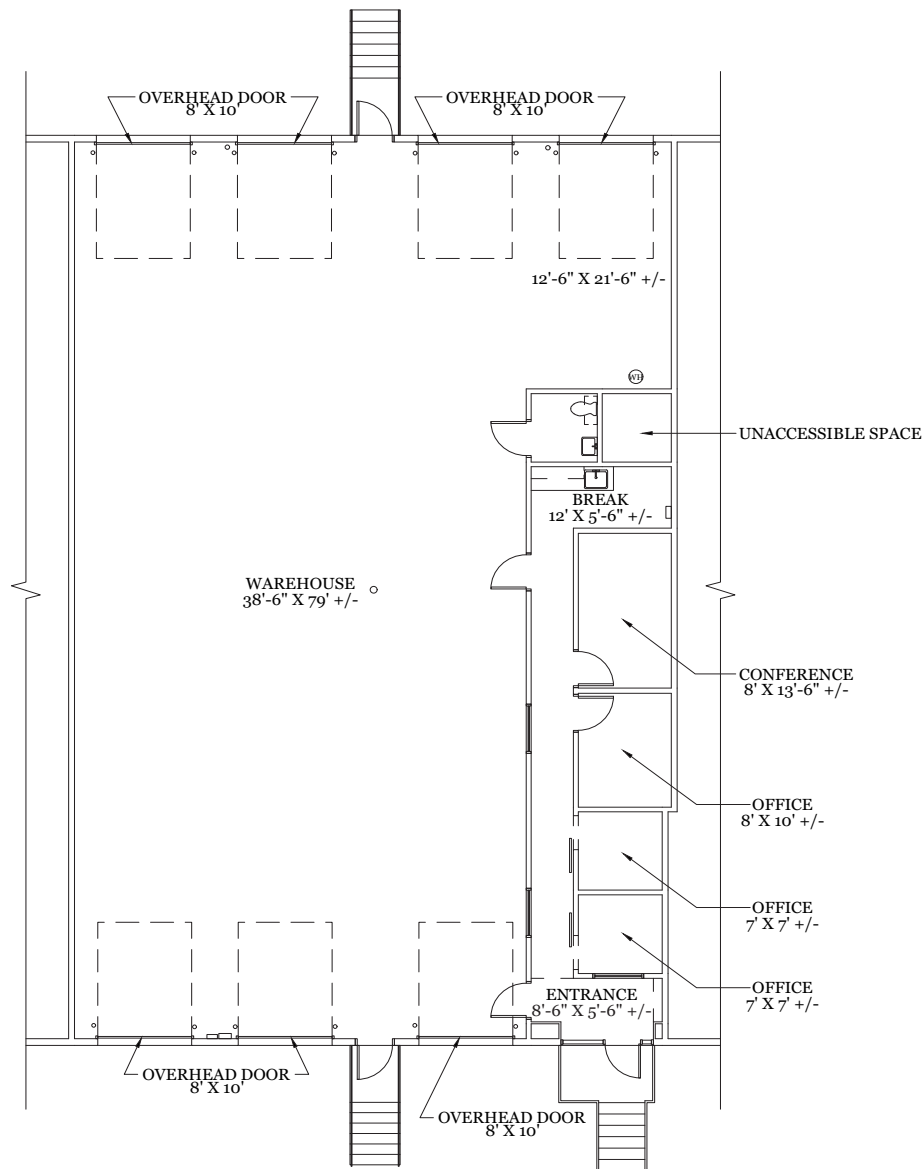 OVERHEAD DOOR
8' X 10'
OVERHEAD DOOR
8' X 10'
12'-6" X 21'-6" +/-
WH
UNACCESSIBLE SPACE
BREAK
12' X 5'-6" +/-
WAREHOUSE
38'-6" X 79' +/-
CONFERENCE
8' X 13'-6" +/-
OFFICE
8' X 10' +/-
OFFICE
7' X 7' +/-
OFFICE
7' X 7' +/-
ENTRANCE
8'-6" X 5'-6" +/-
OVERHEAD DOOR
8' X 10'
OVERHEAD DOOR
8' X 10'